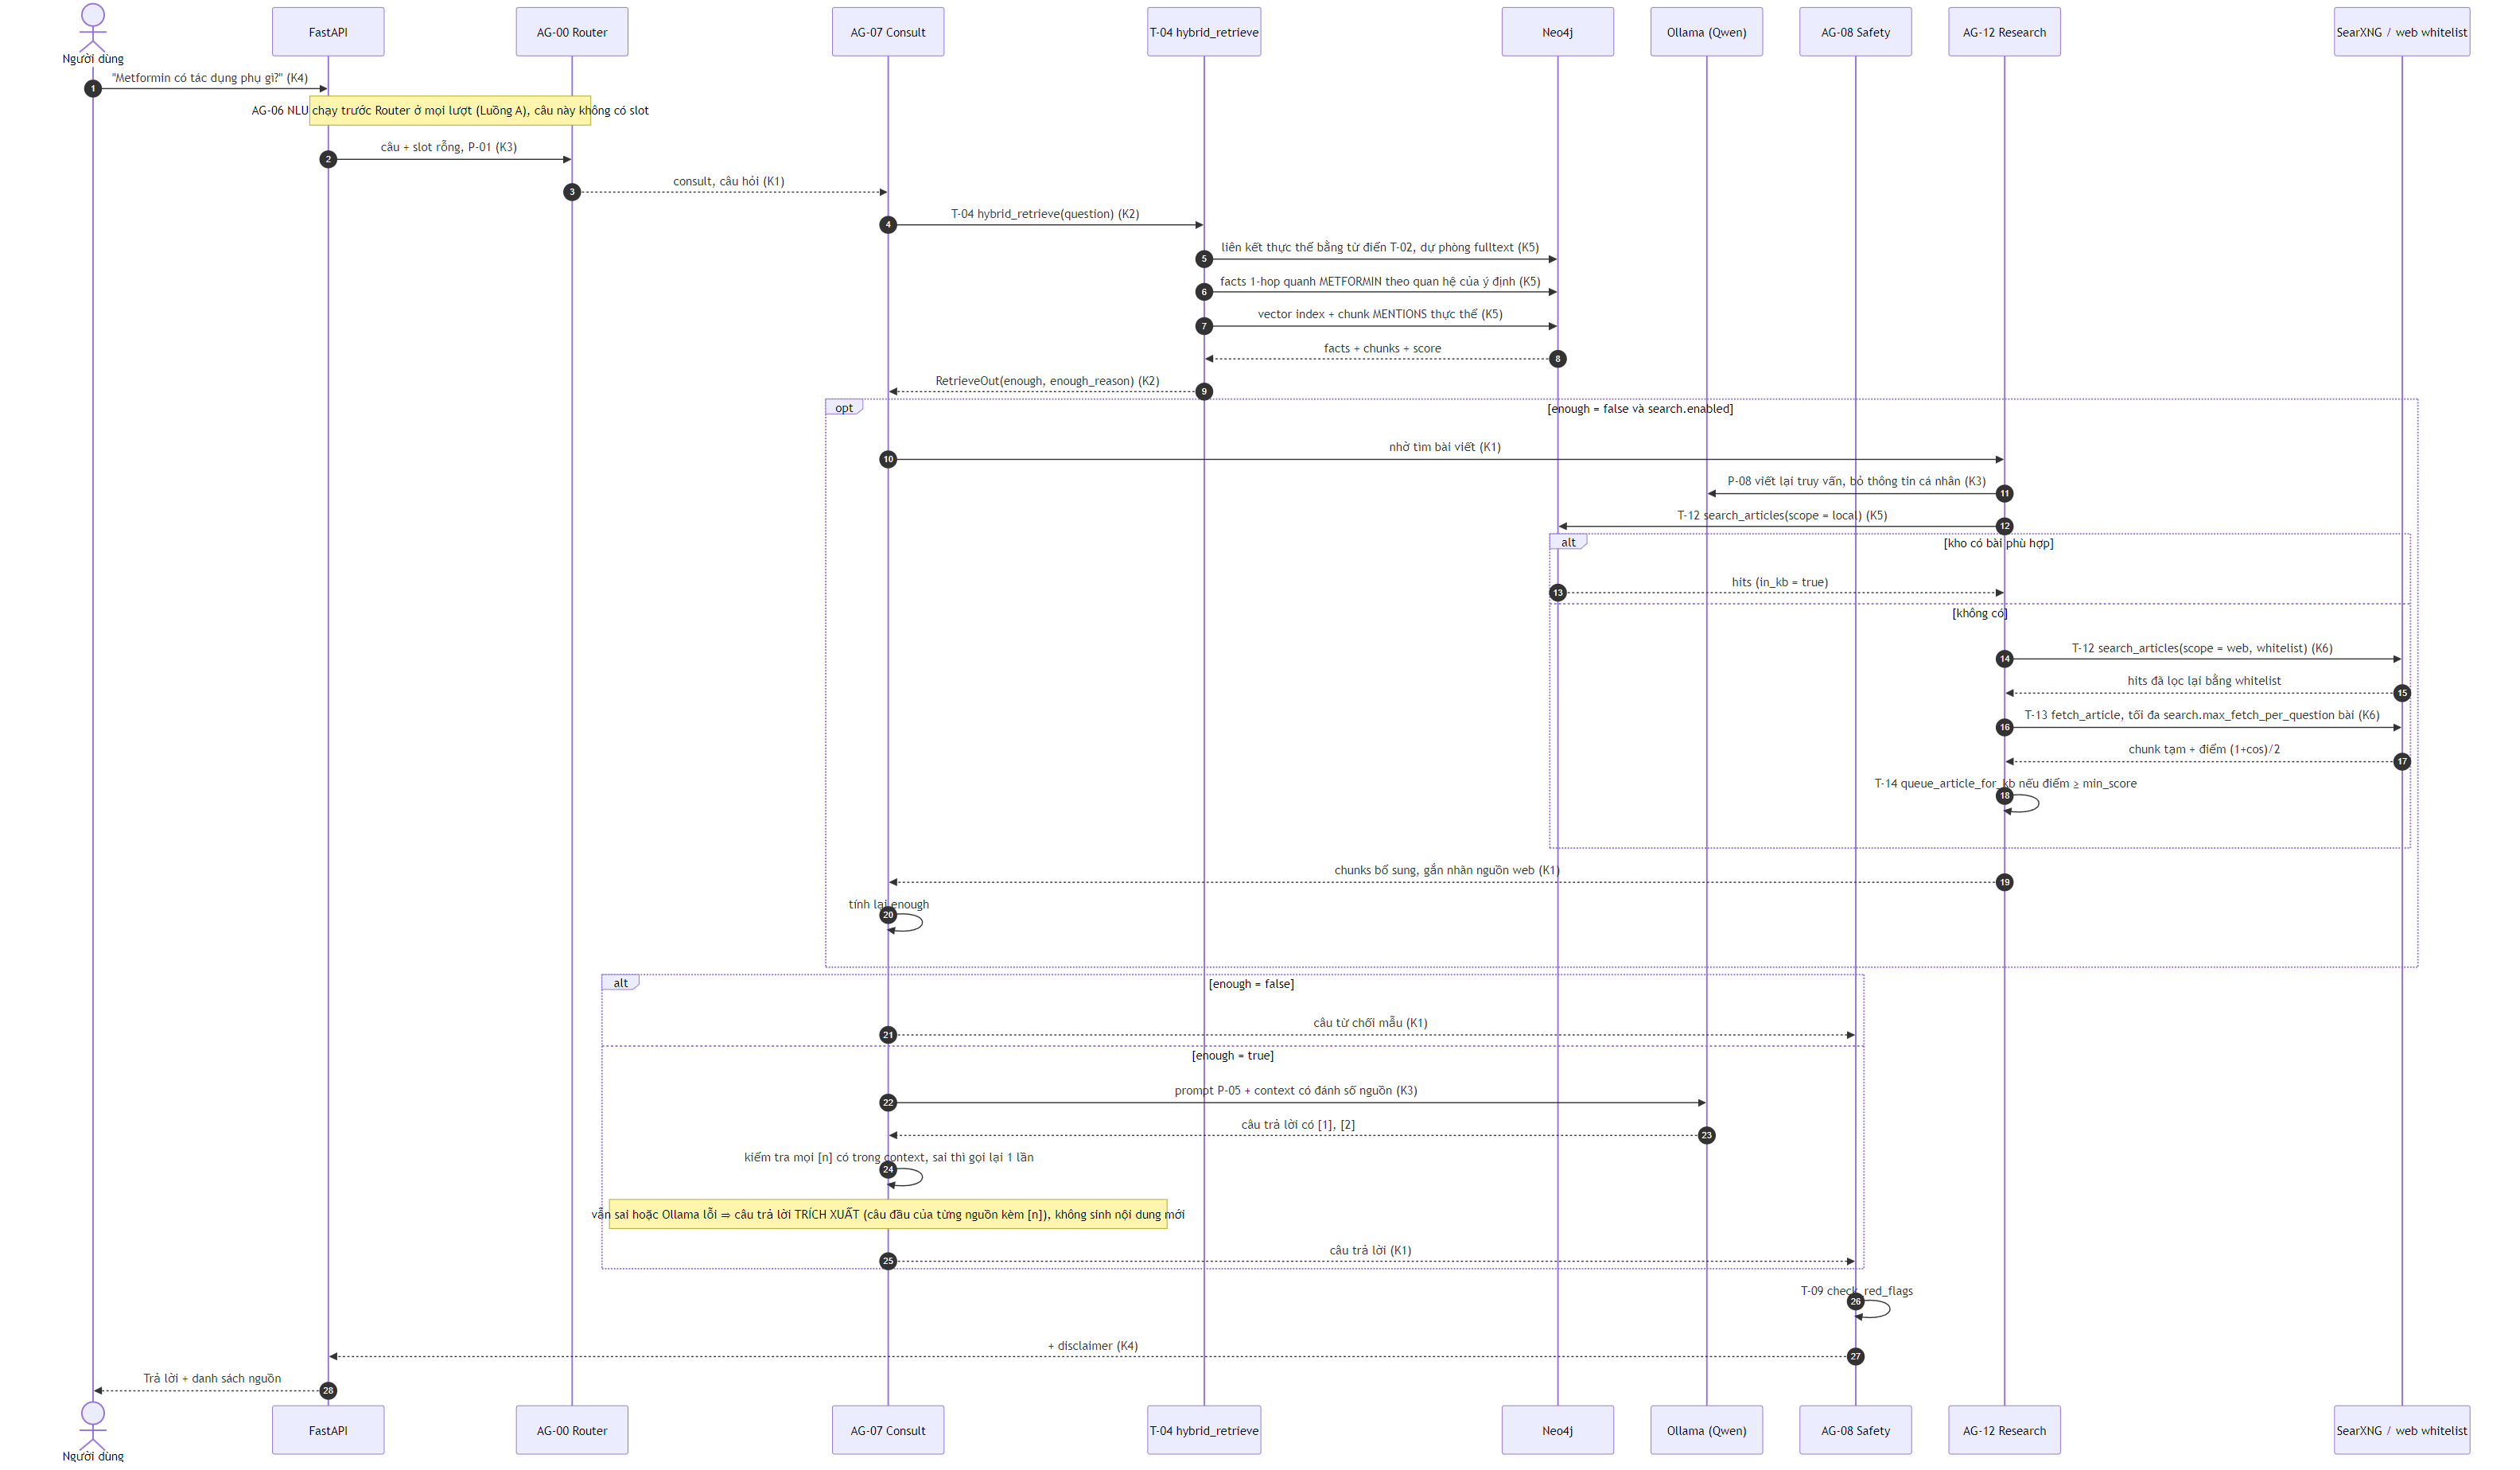 FastAPI
AG-00 Router
AG-07 Consult
T-04 hybrid_retrieve
Neo4j
Ollama (Qwen)
AG-08 Safety
AG-12 Research
SearXNG / web whitelist
Người dùng
"Metformin có tác dụng phụ gì?" (K4)
1
AG-06 NLU chạy trước Router ở mọi lượt (Luồng A), câu này không có slot
câu + slot rỗng, P-01 (K3)
2
consult, câu hỏi (K1)
3
T-04 hybrid_retrieve(question) (K2)
4
liên kết thực thể bằng từ điển T-02, dự phòng fulltext (K5)
5
facts 1-hop quanh METFORMIN theo quan hệ của ý định (K5)
6
vector index + chunk MENTIONS thực thể (K5)
7
facts + chunks + score
8
RetrieveOut(enough, enough_reason) (K2)
9
opt
[enough = false và search.enabled]
nhờ tìm bài viết (K1)
10
P-08 viết lại truy vấn, bỏ thông tin cá nhân (K3)
11
T-12 search_articles(scope = local) (K5)
12
alt
[kho có bài phù hợp]
hits (in_kb = true)
13
[không có]
T-12 search_articles(scope = web, whitelist) (K6)
14
hits đã lọc lại bằng whitelist
15
T-13 fetch_article, tối đa search.max_fetch_per_question bài (K6)
16
chunk tạm + điểm (1+cos)/2
17
T-14 queue_article_for_kb nếu điểm ≥ min_score
18
chunks bổ sung, gắn nhãn nguồn web (K1)
19
tính lại enough
20
alt
[enough = false]
câu từ chối mẫu (K1)
21
[enough = true]
prompt P-05 + context có đánh số nguồn (K3)
22
câu trả lời có [1], [2]
23
kiểm tra mọi [n] có trong context, sai thì gọi lại 1 lần
24
vẫn sai hoặc Ollama lỗi ⇒ câu trả lời TRÍCH XUẤT (câu đầu của từng nguồn kèm [n]), không sinh nội dung mới
câu trả lời (K1)
25
T-09 check_red_flags
26
+ disclaimer (K4)
27
Trả lời + danh sách nguồn
28
FastAPI
AG-00 Router
AG-07 Consult
T-04 hybrid_retrieve
Neo4j
Ollama (Qwen)
AG-08 Safety
AG-12 Research
SearXNG / web whitelist
Người dùng